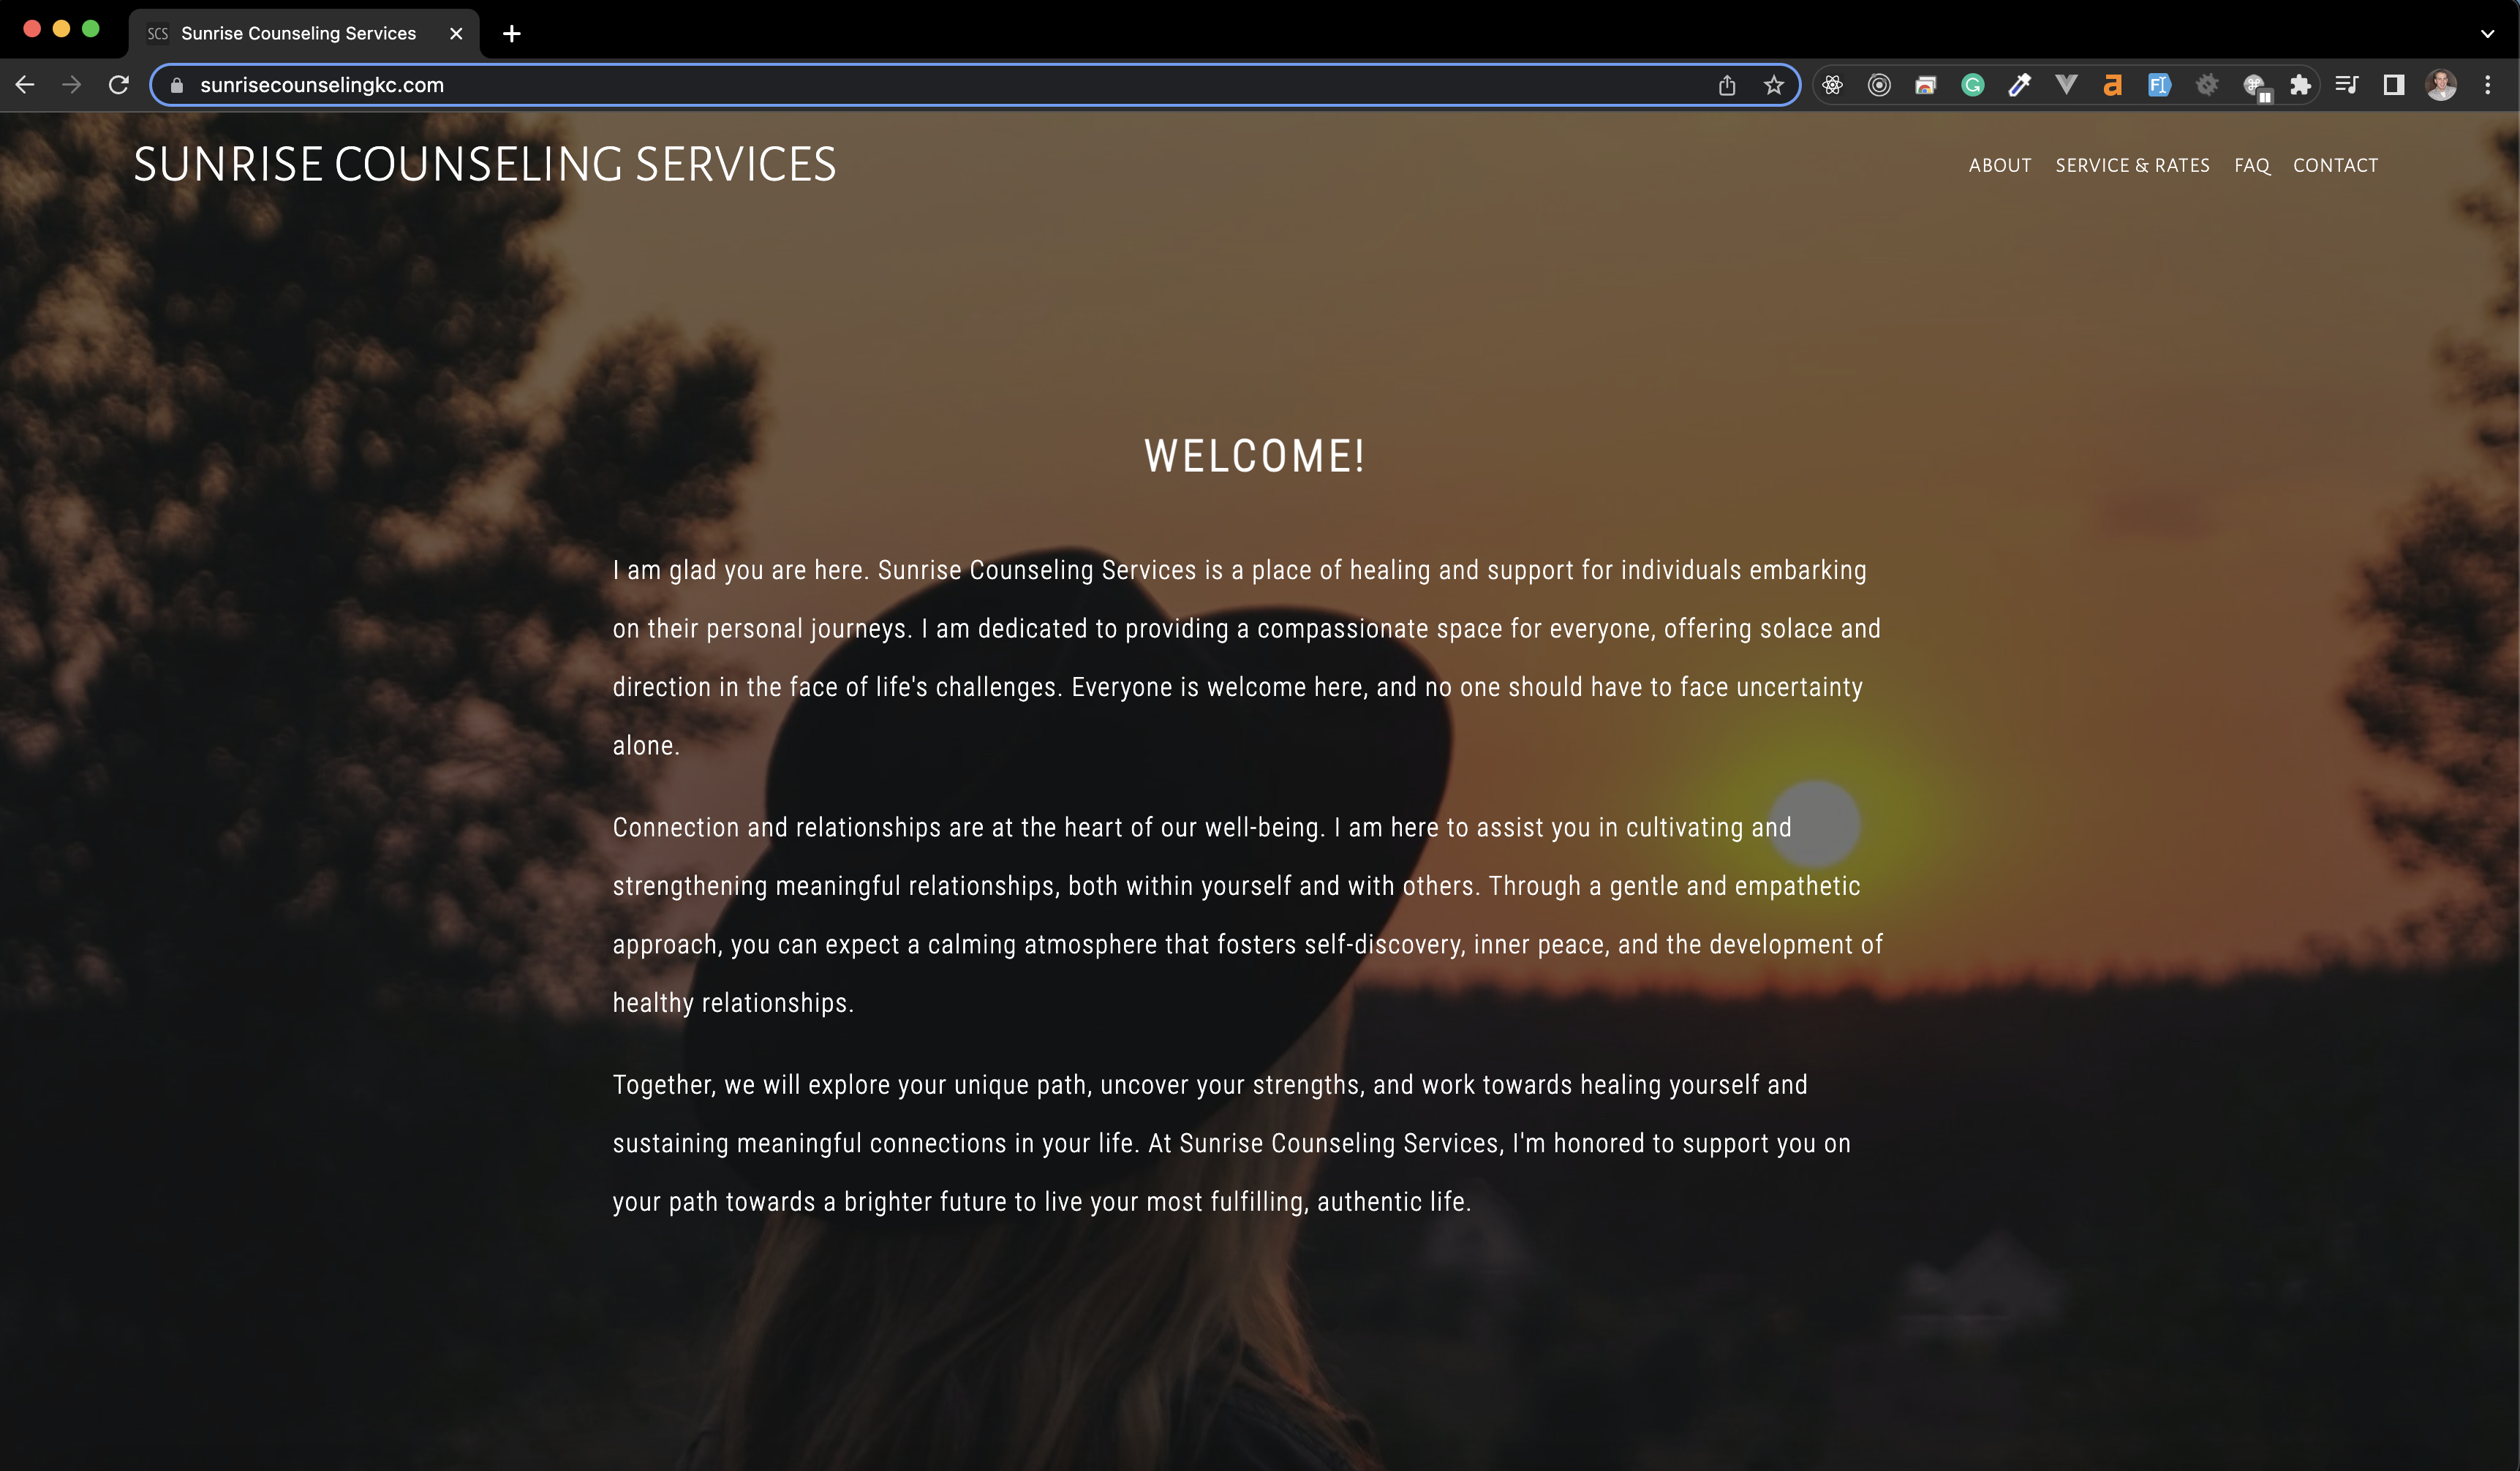 SCS Sunrise Counseling Services
sunrisecounselingkc.com
SUNRISE COUNSELING SERVICES
ABOUT SERVICE & RATES FAQ CONTACT
WELCOME!
I am glad you are here. Sunrise Counseling Services is a place of healing and support for individuals embarking
on their personal journeys. I am dedicated to providing a compassionate space for everyone, offering solace and
direction in the face of life's challenges. Everyone is welcome here, and no one should have to face uncertainty
alone.
Connection and relationships are at the heart of our well-being. I am here to assist you in cultivating and
strengthening meaningful relationships, both within yourself and with others. Through a gentle and empathetic
approach, you can expect a calming atmosphere that fosters self-discovery, inner peace, and the development of
healthy relationships.
Together, we will explore your unique path, uncover your strengths, and work towards healing yourself and
sustaining meaningful connections in your life. At Sunrise Counseling Services, I'm honored to support you on
your path towards a brighter future to live your most fulfilling, authentic life.